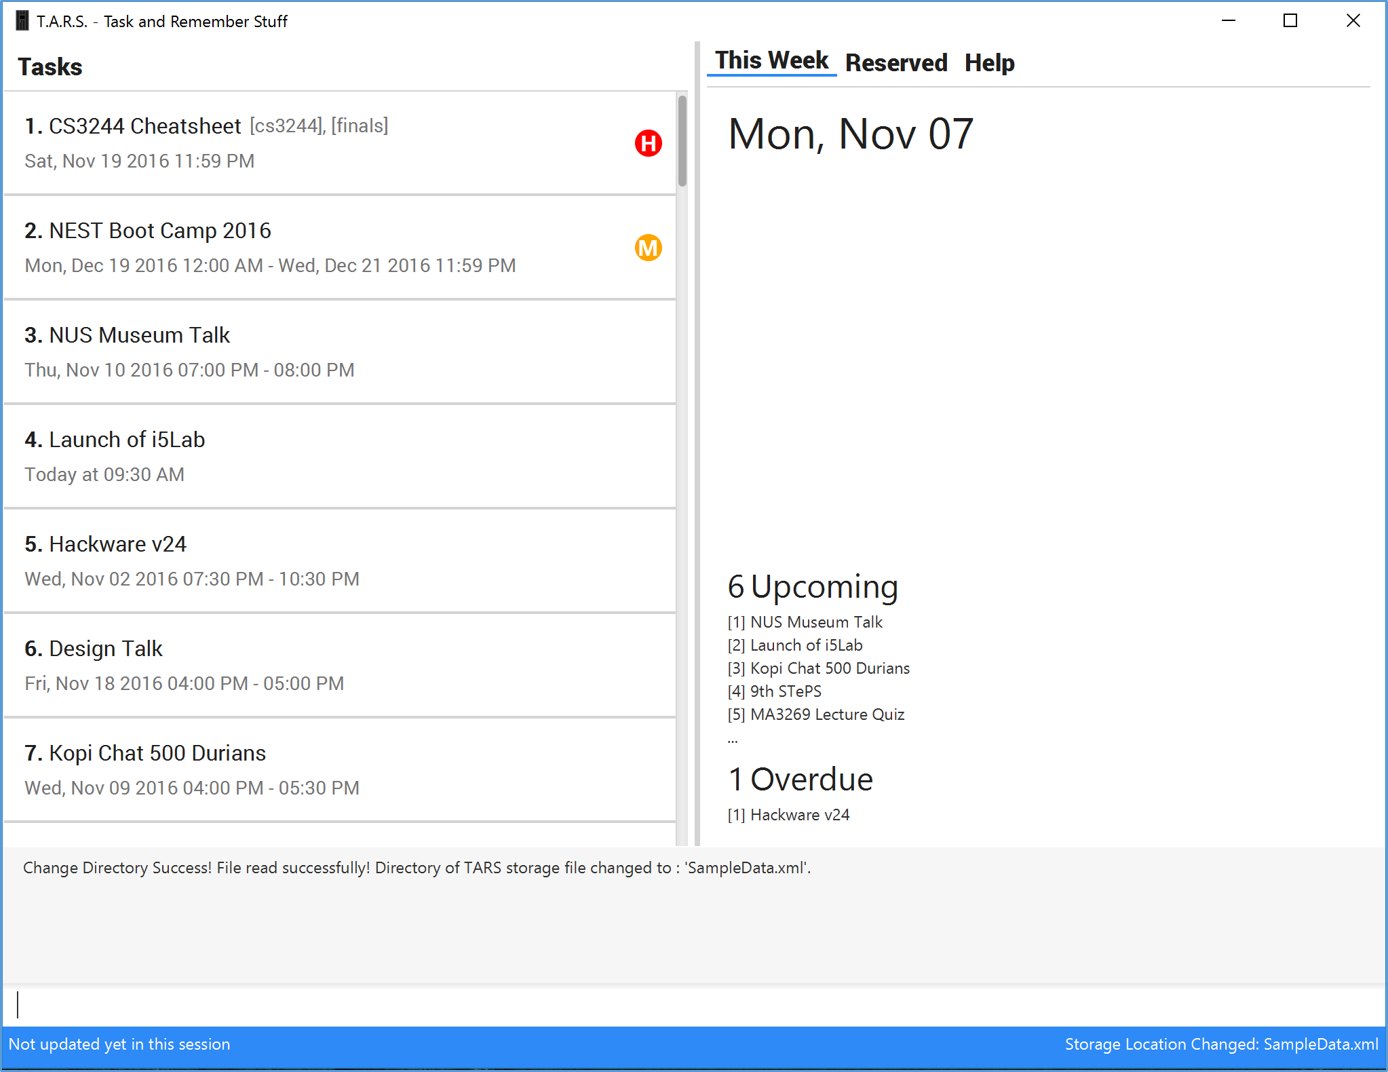 T.A.R.S. - Task and Remember Stuff
Tasks
1. CS3244 Cheatsheet [cs3244], [finals]
Sat, Nov 19 2016 11:59 PM
H
2. NEST Boot Camp 2016
Mon, Dec 19 2016 12:00 AM - Wed, Dec 21 2016 11:59 PM
M
3. NUS Museum Talk
Thu, Nov 10 2016 07:00 PM - 08:00 PM
4. Launch of i5Lab
Today at 09:30 AM
5. Hackware v24
Wed, Nov 02 2016 07:30 PM - 10:30 PM
6. Design Talk
Fri, Nov 18 2016 04:00 PM - 05:00 PM
7. Kopi Chat 500 Durians
Wed, Nov 09 2016 04:00 PM - 05:30 PM
This Week Reserved Help
Mon, Nov 07
6 Upcoming
[1] NUS Museum Talk
[2] Launch of i5Lab
[3] Kopi Chat 500 Durians
[4] 9th STePS
[5] MA3269 Lecture Quiz
...
1 Overdue
[1] Hackware v24
Change Directory Success! File read successfully! Directory of TARS storage file changed to : 'SampleData.xml'.
Not updated yet in this session
Storage Location Changed: SampleData.xml